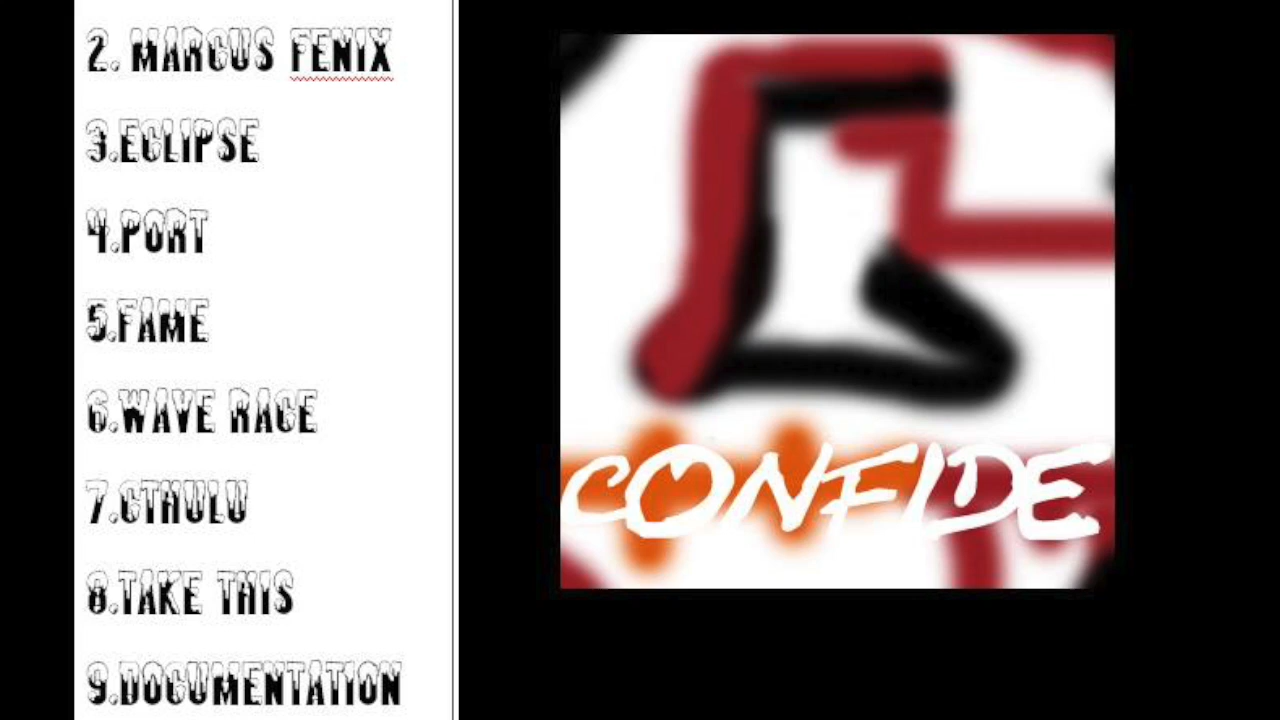 2. MARCUS FENIX
3.ECLIPSE
4.PORT
5.FAME
6.WAVE RACE
7.CTHULU
8.TAKE THIS
9.DOCUMENTATION
CONFIDE